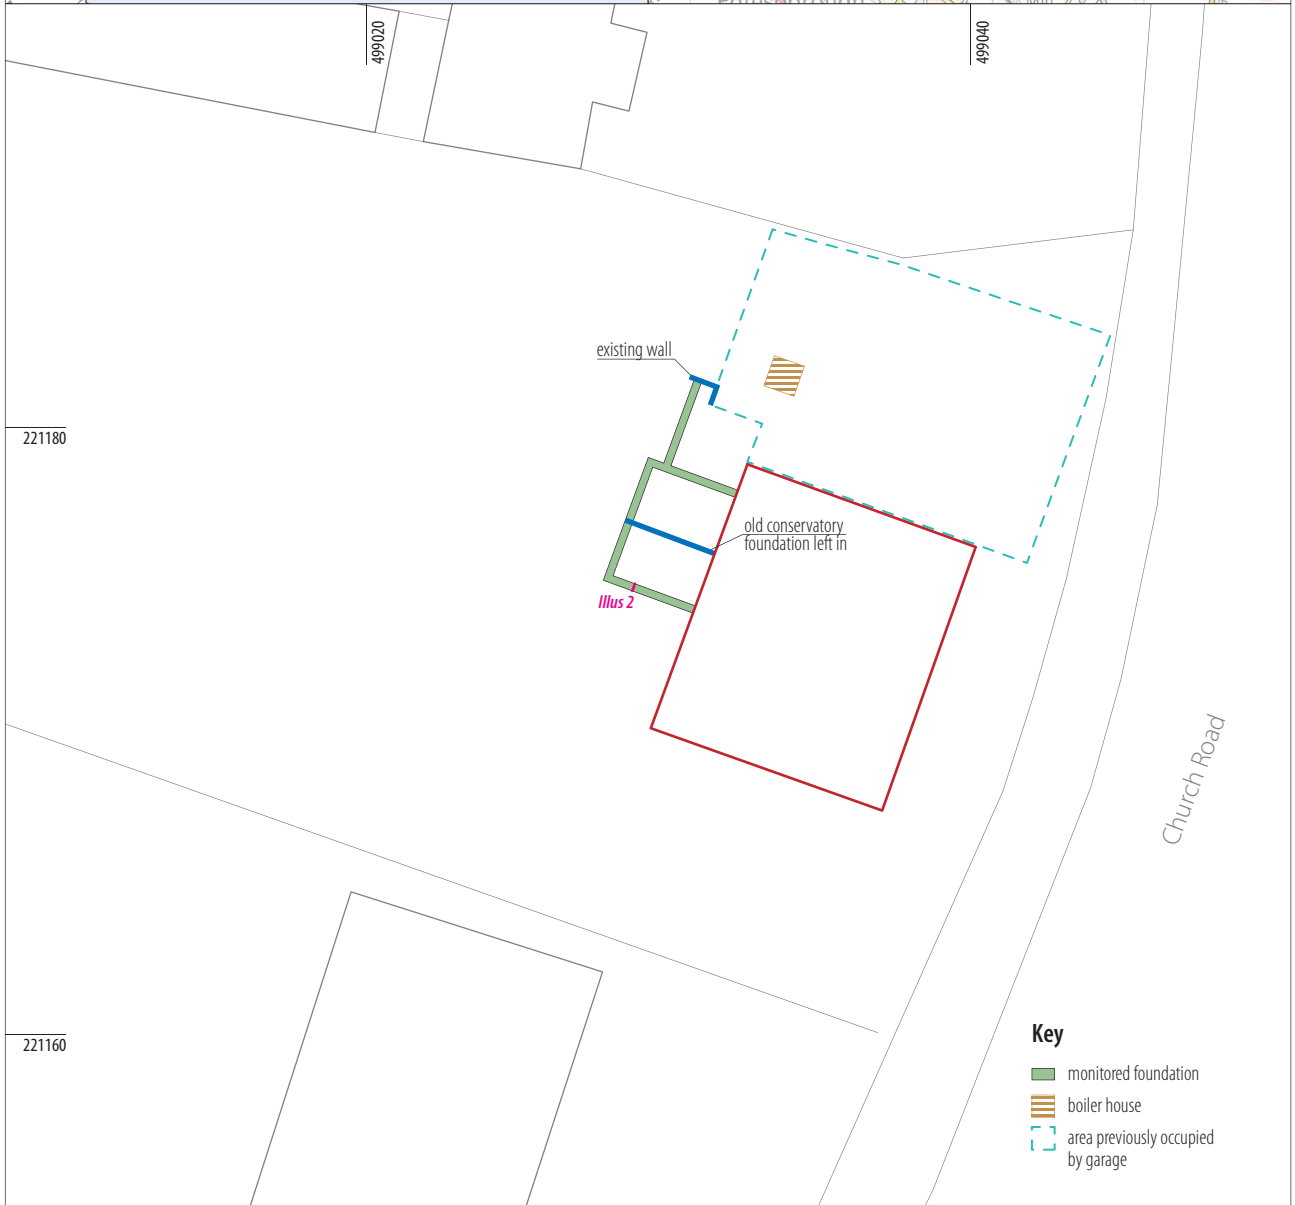 499020
499040
existing wall
221180
old conservatory
foundation left in
Illus 2
Church Road
221160
Key
monitored foundation
boiler house
area previously occupied
by garage